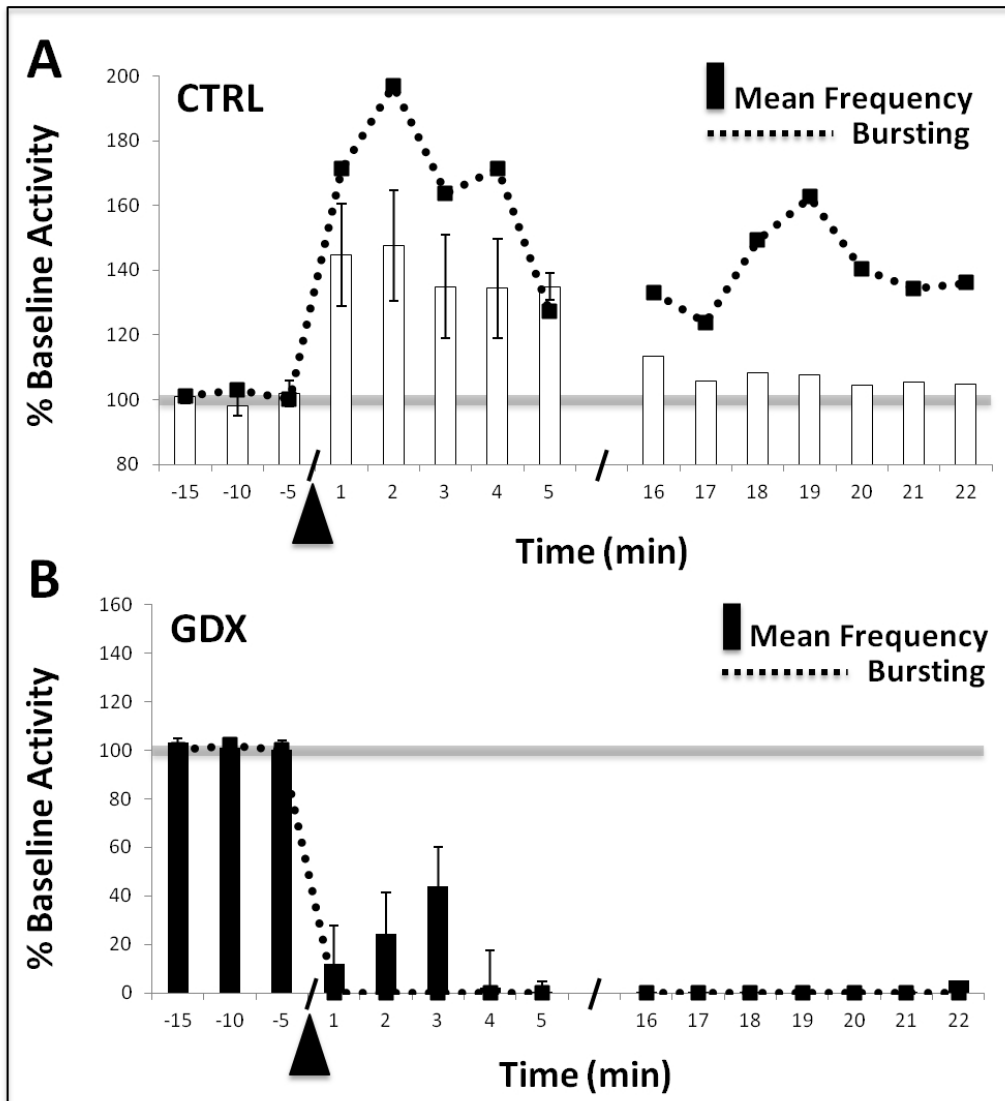 A
CTRL
Mean Frequency
Bursting
% Baseline Activity
200
180
160
140
120
100
80
-15 -10 -5 1 2 3 4 5 16 17 18 19 20 21 22
Time (min)
B
GDX
Mean Frequency
Bursting
% Baseline Activity
160
140
120
100
80
60
40
20
0
-15 -10 -5 1 2 3 4 5 16 17 18 19 20 21 22
Time (min)